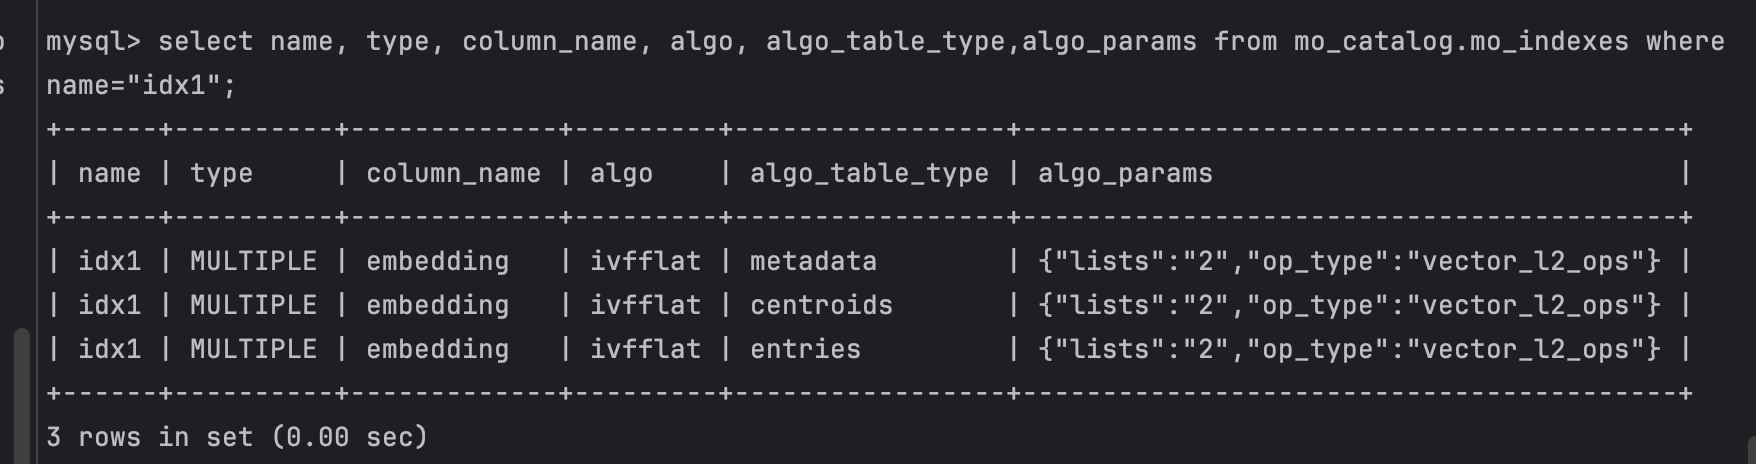 mysql> select name, type, column_name, algo, algo_table_type,algo_params from mo_catalog.mo_indexes where
name="idx1";
+------+----------+-------------+---------+-----------------+-----------------------------------------+
| name | type     | column_name | algo    | algo_table_type | algo_params                             |
+------+----------+-------------+---------+-----------------+-----------------------------------------+
| idx1 | MULTIPLE | embedding   | ivfflat | metadata        | {"lists":"2","op_type":"vector_l2_ops"} |
| idx1 | MULTIPLE | embedding   | ivfflat | centroids       | {"lists":"2","op_type":"vector_l2_ops"} |
| idx1 | MULTIPLE | embedding   | ivfflat | entries         | {"lists":"2","op_type":"vector_l2_ops"} |
+------+----------+-------------+---------+-----------------+-----------------------------------------+
3 rows in set (0.00 sec)